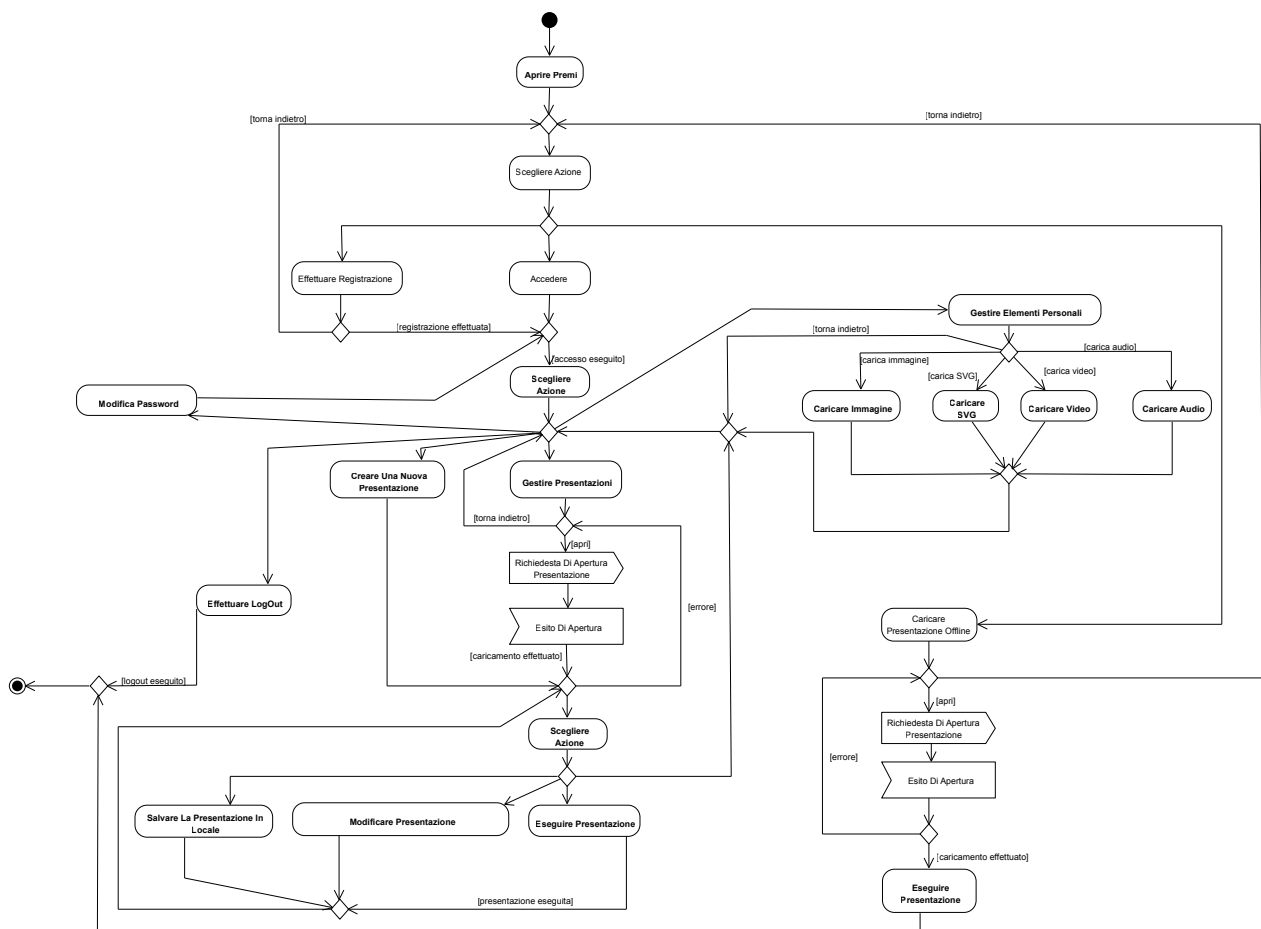 Aprire Premi
[torna indietro]
[torna indietro]
Scegliere Azione
Effettuare Registrazione
Accedere
Gestire Elementi Personali
[registrazione effettuata]
[torna indietro]
[accesso eseguito]
[carica immagine]
[carica SVG]
[carica video]
[carica audio]
Scegliere
Azione
Modifica Password
Caricare Immagine
Caricare
SVG
Caricare Video
Caricare Audio
Creare Una Nuova
Presentazione
Gestire Presentazioni
[torna indietro]
[apri]
Richiedesta Di Apertura
Presentazione
Effettuare LogOut
[errore]
Esito Di Apertura
Caricare
Presentazione Offline
[caricamento effettuato]
[logout eseguito]
[apri]
Richiedesta Di Apertura
Presentazione
Scegliere
Azione
[errore]
Esito Di Apertura
Salvare La Presentazione In
Locale
Modificare Presentazione
Eseguire Presentazione
[caricamento effettuato]
Eseguire
Presentazione
[presentazione eseguita]